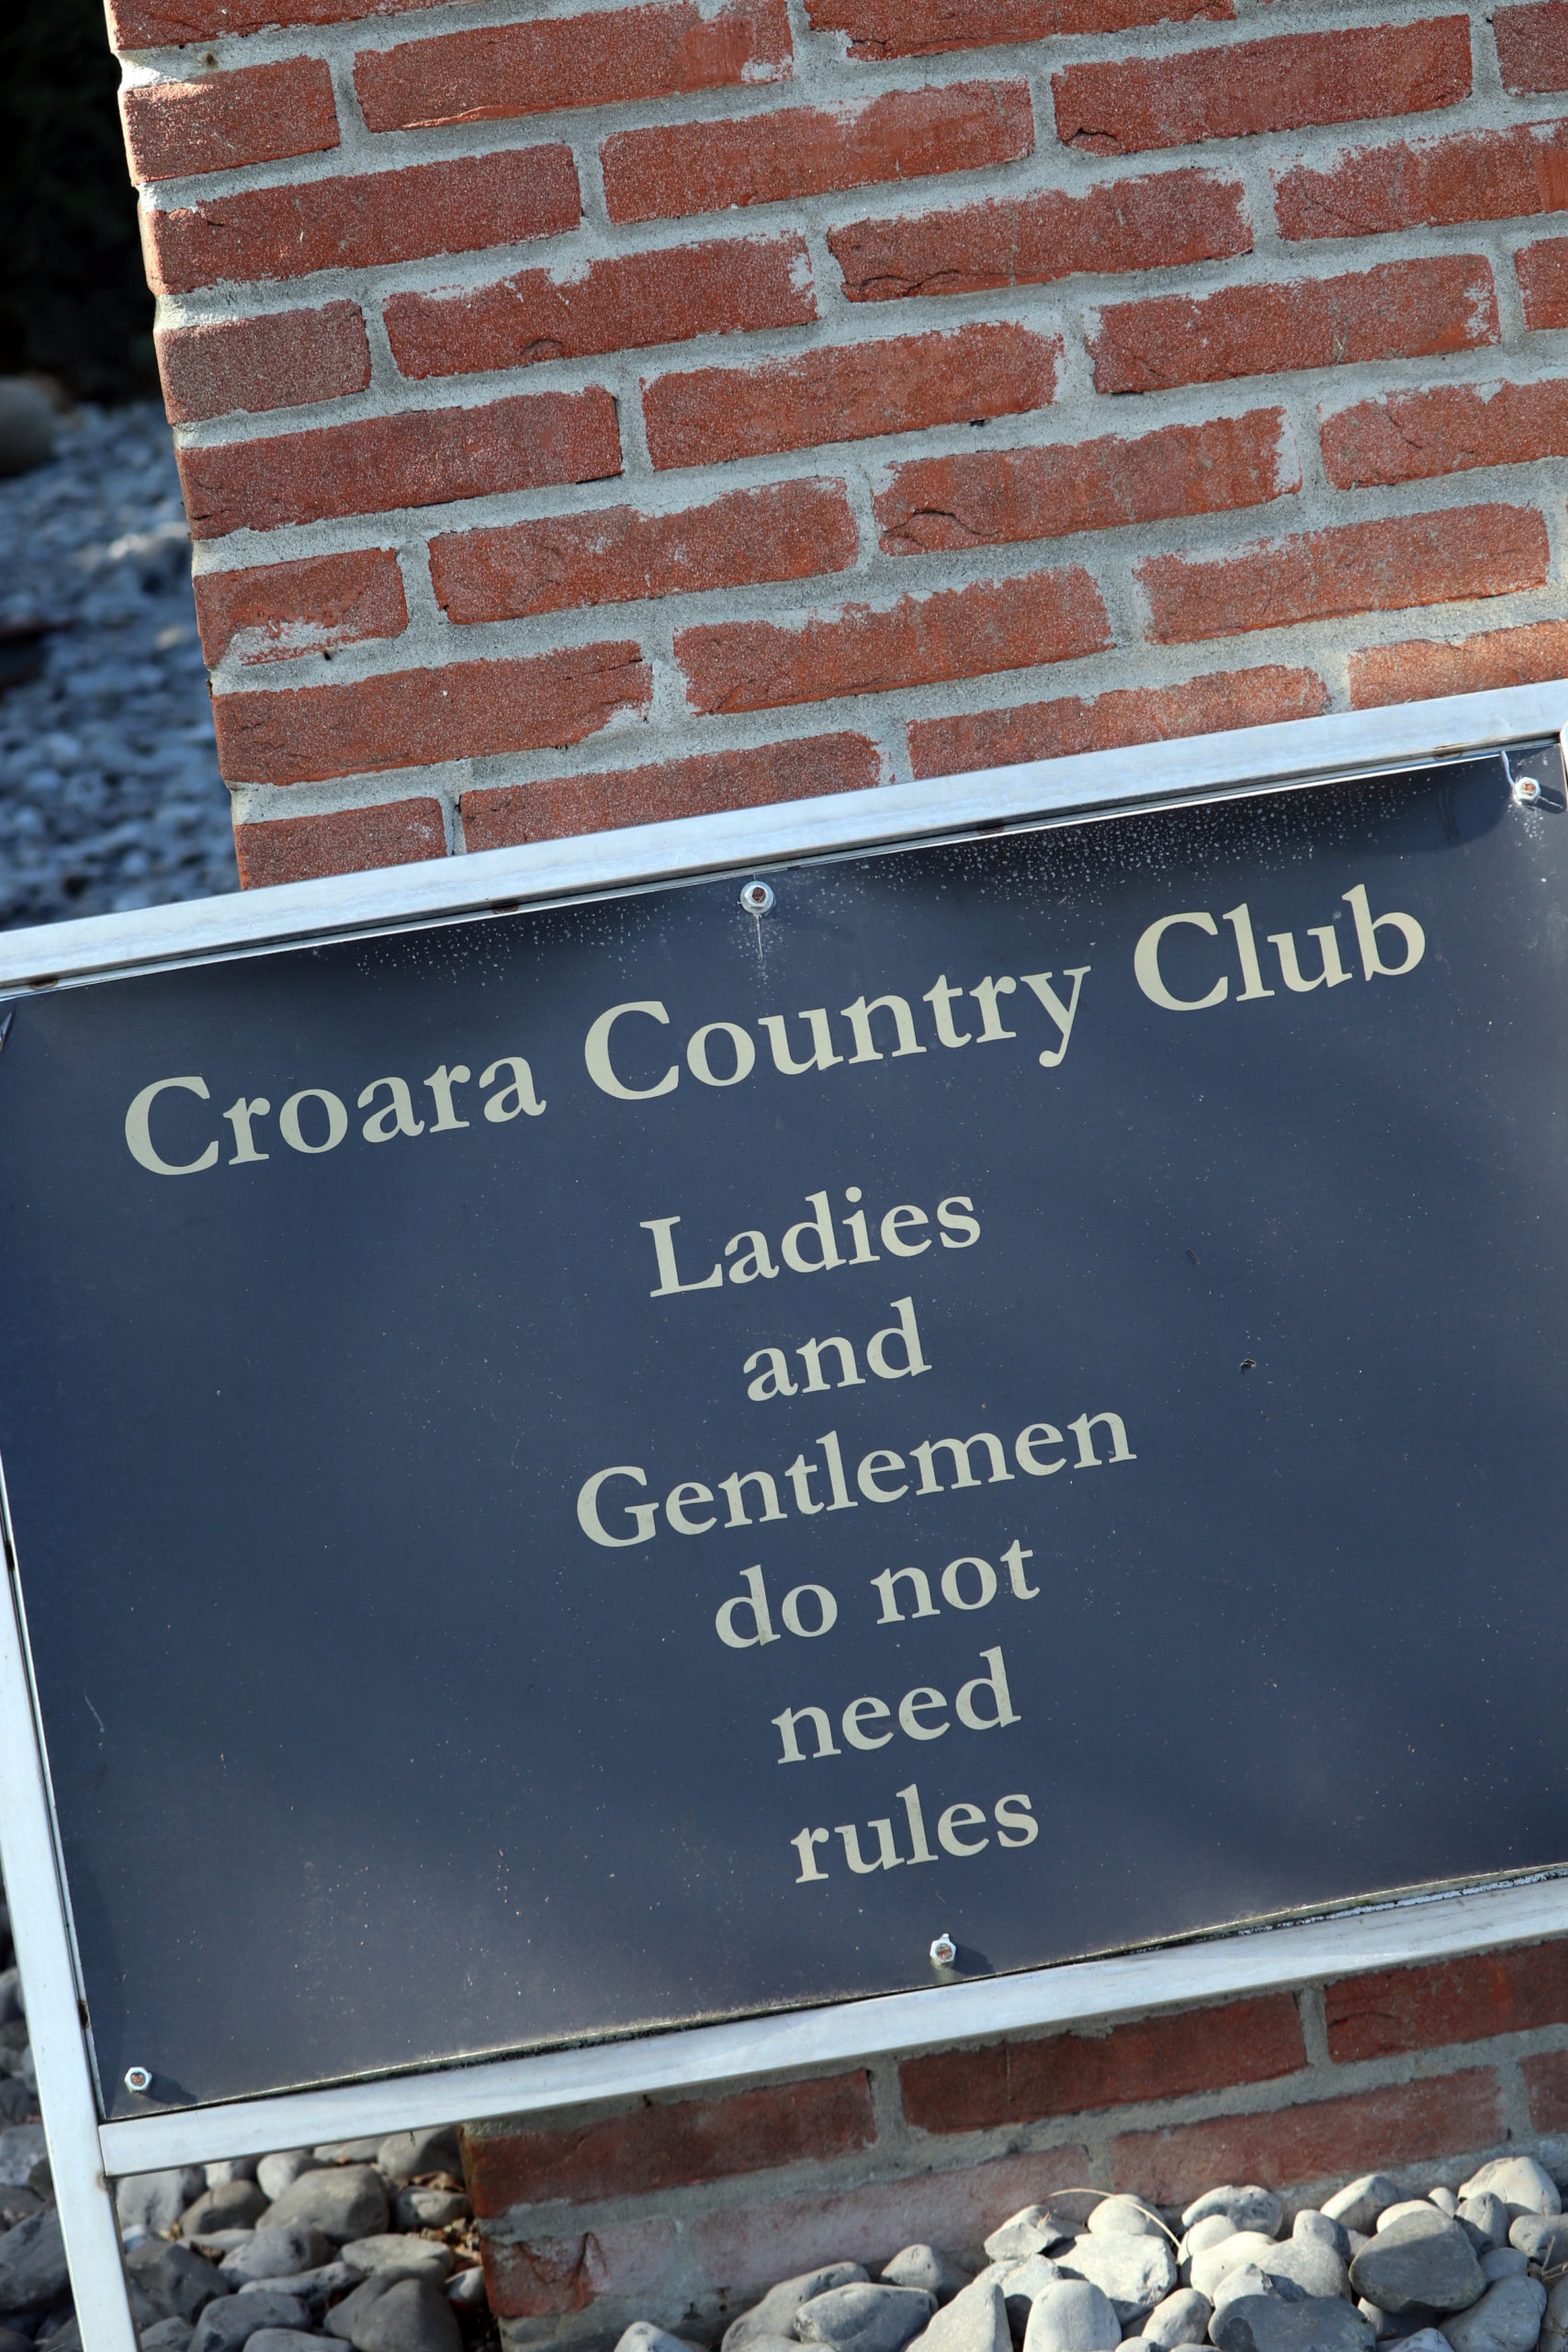 Croara Country Club
Ladies
and
Gentlemen
do not
need
rules